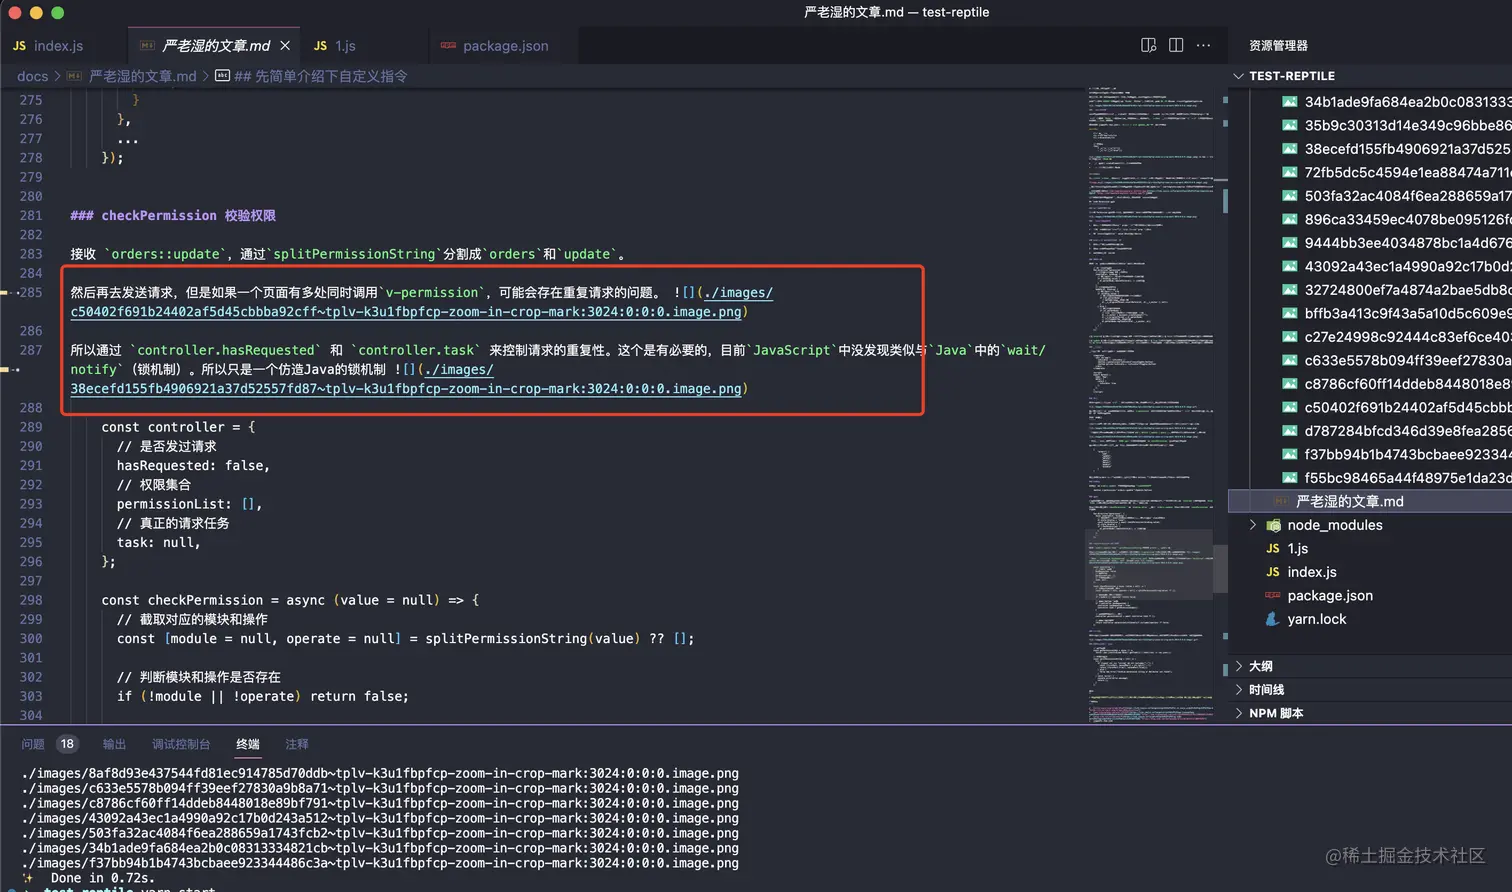 严老湿的文章.md — test-reptile
JS index.js
严老湿的文章.md ×
JS 1.js
package.json
资源管理器
docs > 严老湿的文章.md > ## 先简单介绍下自定义指令
TEST-REPTILE
275 }
276 },
277 ...
278 });
279
280
281 ### checkPermission 校验权限
282
283 接收 `orders::update`，通过`splitPermissionString`分割成`orders`和`update`。
284
285 然后再去发送请求，但是如果一个页面有多处同时调用`v-permission`，可能会存在重复请求的问题。 ![](./images/
c50402f691b24402af5d45cbbba92cff~tplv-k3u1fbpfcp-zoom-in-crop-mark:3024:0:0:0.image.png)
286
287 所以通过 `controller.hasRequested` 和 `controller.task` 来控制请求的重复性。这个是有必要的，目前`JavaScript`中没发现类似与`Java`中的`wait/
notify`（锁机制）。所以只是一个仿造Java的锁机制 ![](./images/
38ecefd155fb4906921a37d52557fd87~tplv-k3u1fbpfcp-zoom-in-crop-mark:3024:0:0:0.image.png)
288
289 const controller = {
290 // 是否发过请求
291 hasRequested: false,
292 // 权限集合
293 permissionList: [],
294 // 真正的请求任务
295 task: null,
296 };
297
298 const checkPermission = async (value = null) => {
299 // 截取对应的模块和操作
300 const [module = null, operate = null] = splitPermissionString(value) ?? [];
301
302 // 判断模块和操作是否存在
303 if (!module || !operate) return false;
304
34b1ade9fa684ea2b0c0831333
35b9c30313d14e349c96bbe86
38ecefd155fb4906921a37d525
72fb5dc5c4594e1ea88474a711
503fa32ac4084f6ea288659a17
896ca33459ec4078be095126f
9444bb3ee4034878bc1a4d676
43092a43ec1a4990a92c17b0d
32724800ef7a4874a2bae5db8
bffb3a413c9f43a5a10d5c609e
c27e24998c92444c83ef6ce40
c633e5578b094ff39eef27830a
c8786cf60ff14ddeb8448018e8
c50402f691b24402af5d45cbbb
d787284bfcd346d39e8fea2856
f37bb94b1b4743bcbaee923344
f55bc98465a44f48975e1da23d
严老湿的文章.md
node_modules
JS 1.js
JS index.js
package.json
yarn.lock
大纲
时间线
NPM 脚本
问题 18 输出 调试控制台 终端 注释
./images/8af8d93e437544fd81ec914785d70ddb~tplv-k3u1fbpfcp-zoom-in-crop-mark:3024:0:0:0.image.png
./images/c633e5578b094ff39eef27830a9b8a71~tplv-k3u1fbpfcp-zoom-in-crop-mark:3024:0:0:0.image.png
./images/c8786cf60ff14ddeb8448018e89bf791~tplv-k3u1fbpfcp-zoom-in-crop-mark:3024:0:0:0.image.png
./images/43092a43ec1a4990a92c17b0d243a512~tplv-k3u1fbpfcp-zoom-in-crop-mark:3024:0:0:0.image.png
./images/503fa32ac4084f6ea288659a1743fcb2~tplv-k3u1fbpfcp-zoom-in-crop-mark:3024:0:0:0.image.png
./images/34b1ade9fa684ea2b0c08313334821cb~tplv-k3u1fbpfcp-zoom-in-crop-mark:3024:0:0:0.image.png
./images/f37bb94b1b4743bcbaee923344486c3a~tplv-k3u1fbpfcp-zoom-in-crop-mark:3024:0:0:0.image.png
✨ Done in 0.72s.
test-reptile yarn start
@稀土掘金技术社区